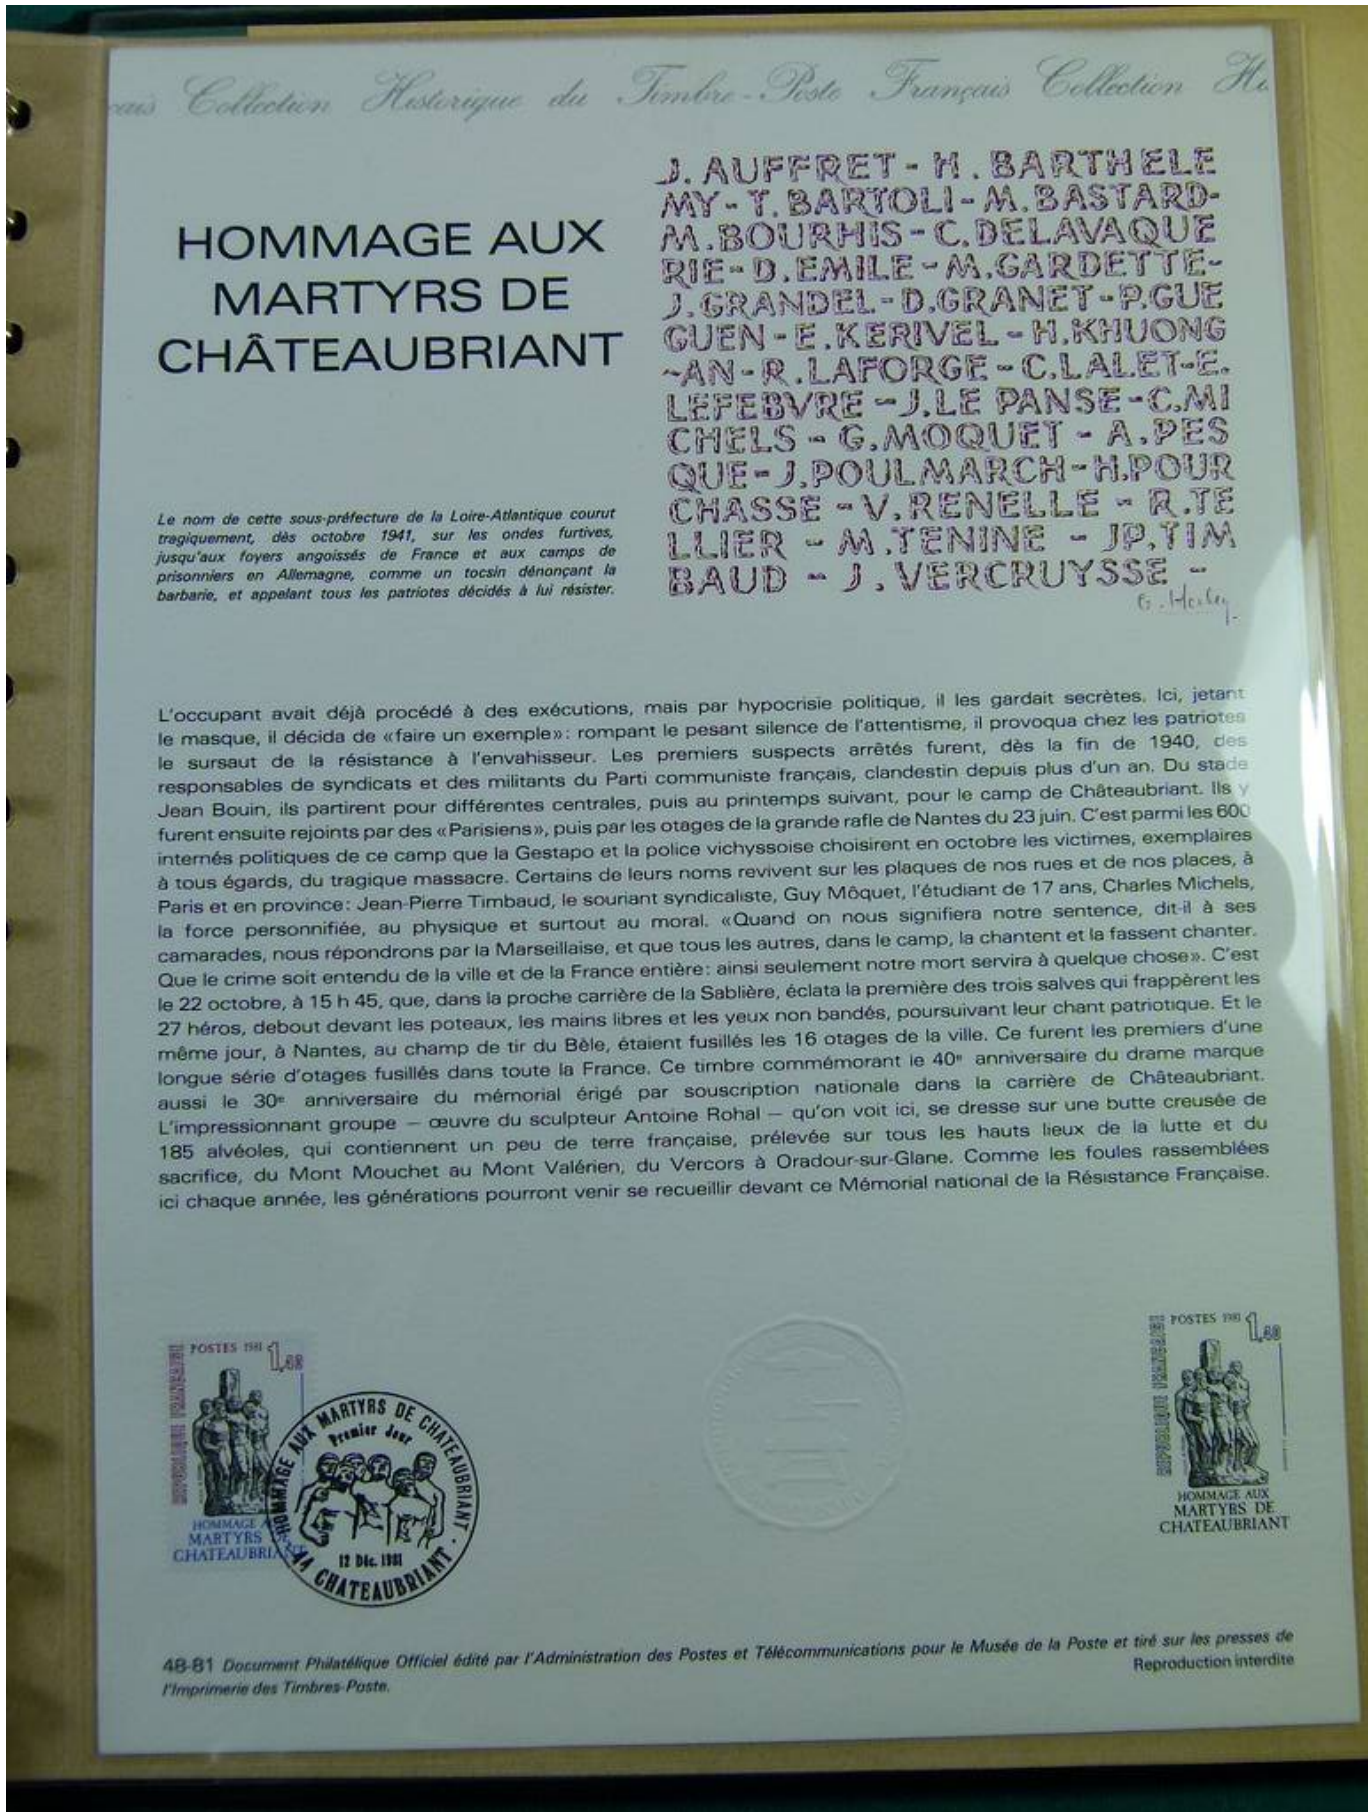 Collection Historique du Timbre-Poste Français Collection
HOMMAGE AUX
MARTYRS DE
CHÂTEAUBRIANT
J. AUFFRET - H. BARTHELE
MY - T. BARTOLI - M. BASTARD-
M. BOURHIS - C. DELAVAQUE
RIE - D. EMILE - M. GARDETTE-
J. GRANDEL - D. GRANET - P. GUE
GUEN - E. KERIVEL - H. KHUONG
-AN - R. LAFORGE - C. LALET - E.
LEFEBVRE - J. LE PANSE - C. MI
CHELS - G. MOQUET - A. PES
QUE - J. POULMARCH - H. POUR
CHASSE - V. RENELLE - R. TE
LLIER - M. TENINE - JP. TIM
BAUD - J. VERCRUYSSE -
Le nom de cette sous-préfecture de la Loire-Atlantique courut
tragiquement, dès octobre 1941, sur les ondes furtives,
jusqu'aux foyers angoissés de France et aux camps de
prisonniers en Allemagne, comme un tocsin dénonçant la
barbarie, et appelant tous les patriotes décidés à lui résister.
L'occupant avait déjà procédé à des exécutions, mais par hypocrisie politique, il les gardait secrètes. Ici, jetant
le masque, il décida de «faire un exemple»: rompant le pesant silence de l'attentisme, il provoqua chez les patriotes
le sursaut de la résistance à l'envahisseur. Les premiers suspects arrêtés furent, dès la fin de 1940, des
responsables de syndicats et des militants du Parti communiste français, clandestin depuis plus d'un an. Du stade
Jean Bouin, ils partirent pour différentes centrales, puis au printemps suivant, pour le camp de Châteaubriant. Ils y
furent ensuite rejoints par des «Parisiens», puis par les otages de la grande rafle de Nantes du 23 juin. C'est parmi les 600
internés politiques de ce camp que la Gestapo et la police vichyssoise choisirent en octobre les victimes, exemplaires
à tous égards, du tragique massacre. Certains de leurs noms revivent sur les plaques de nos rues et de nos places, à
Paris et en province: Jean-Pierre Timbaud, le souriant syndicaliste, Guy Môquet, l'étudiant de 17 ans, Charles Michels,
la force personnifiée, au physique et surtout au moral. «Quand on nous signifiera notre sentence, dit-il à ses
camarades, nous répondrons par la Marseillaise, et que tous les autres, dans le camp, la chantent et la fassent chanter.
Que le crime soit entendu de la ville et de la France entière: ainsi seulement notre mort servira à quelque chose». C'est
le 22 octobre, à 15 h 45, que, dans la proche carrière de la Sablière, éclata la première des trois salves qui frappèrent les
27 héros, debout devant les poteaux, les mains libres et les yeux non bandés, poursuivant leur chant patriotique. Et le
même jour, à Nantes, au champ de tir du Bèle, étaient fusillés les 16 otages de la ville. Ce furent les premiers d'une
longue série d'otages fusillés dans toute la France. Ce timbre commémorant le 40e anniversaire du drame marque
aussi le 30e anniversaire du mémorial érigé par souscription nationale dans la carrière de Châteaubriant.
L'impressionnant groupe — œuvre du sculpteur Antoine Rohal — qu'on voit ici, se dresse sur une butte creusée de
185 alvéoles, qui contiennent un peu de terre française, prélevée sur tous les hauts lieux de la lutte et du
sacrifice, du Mont Mouchet au Mont Valérien, du Vercors à Oradour-sur-Glane. Comme les foules rassemblées
ici chaque année, les générations pourront venir se recueillir devant ce Mémorial national de la Résistance Française.
POSTES 1981 1,40
REPUBLIQUE FRANÇAISE
HOMMAGE AUX
MARTYRS DE
CHATEAUBRIANT
HOMMAGE AUX MARTYRS DE CHATEAUBRIANT
Premier Jour
12 Déc. 1981
44 CHATEAUBRIANT
POSTES 1981 1,40
REPUBLIQUE FRANÇAISE
HOMMAGE AUX
MARTYRS DE
CHATEAUBRIANT
48-81 Document Philatélique Officiel édité par l'Administration des Postes et Télécommunications pour le Musée de la Poste et tiré sur les presses de
l'Imprimerie des Timbres-Poste.
Reproduction interdite